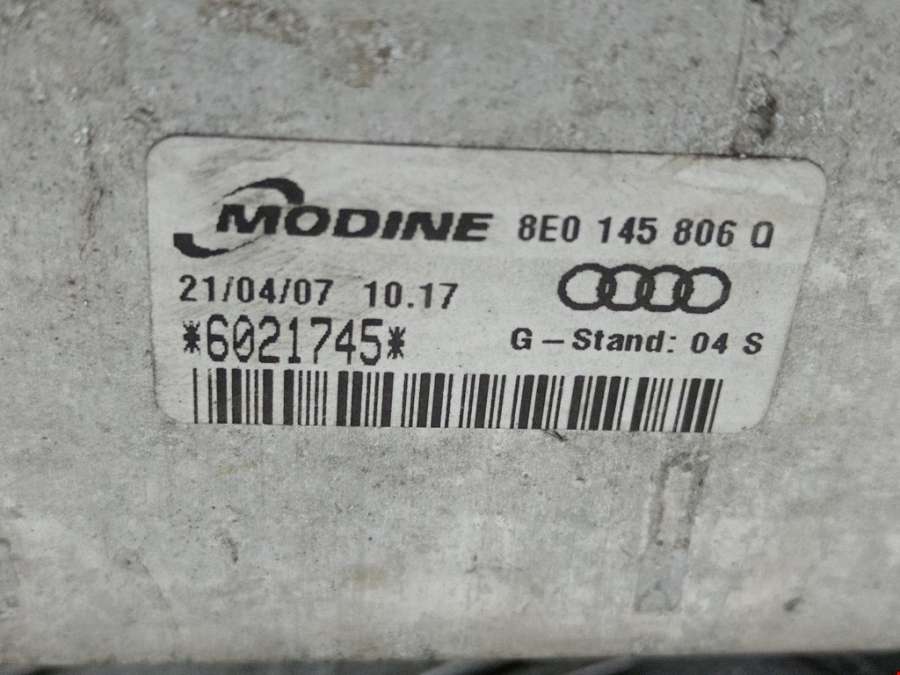 MODINE 8E0 145 806 Q
21/04/07 10.17
*6021745*
G-Stand: 04 S